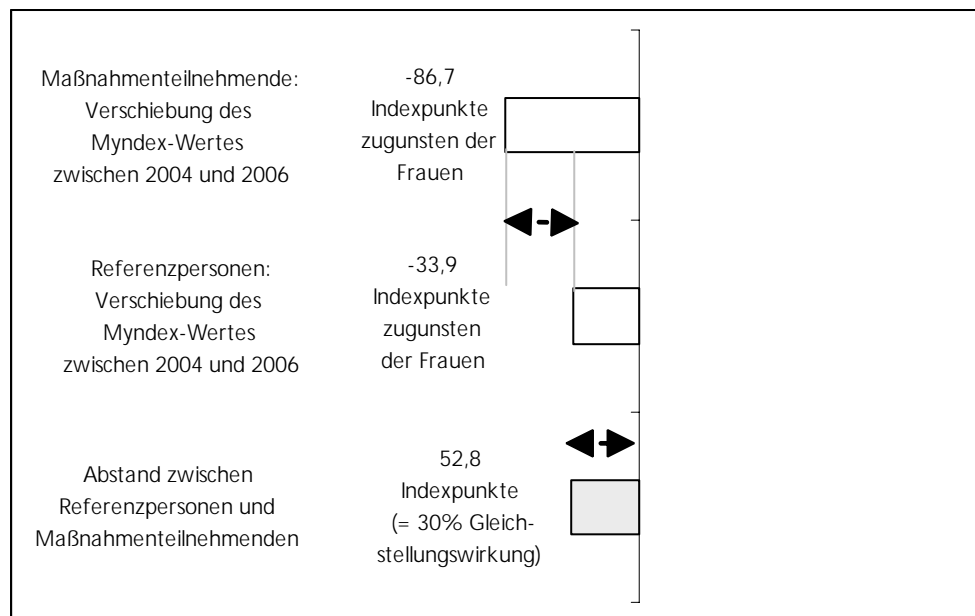 Maßnahmenteilnehmende:
Verschiebung des
Myndex-Wertes
zwischen 2004 und 2006
-86,7
Indexpunkte
zugunsten der
Frauen
Referenzpersonen:
Verschiebung des
Myndex-Wertes
zwischen 2004 und 2006
-33,9
Indexpunkte
zugunsten
der Frauen
Abstand zwischen
Referenzpersonen und
Maßnahmenteilnehmenden
52,8
Indexpunkte
(= 30% Gleich-
stellungswirkung)